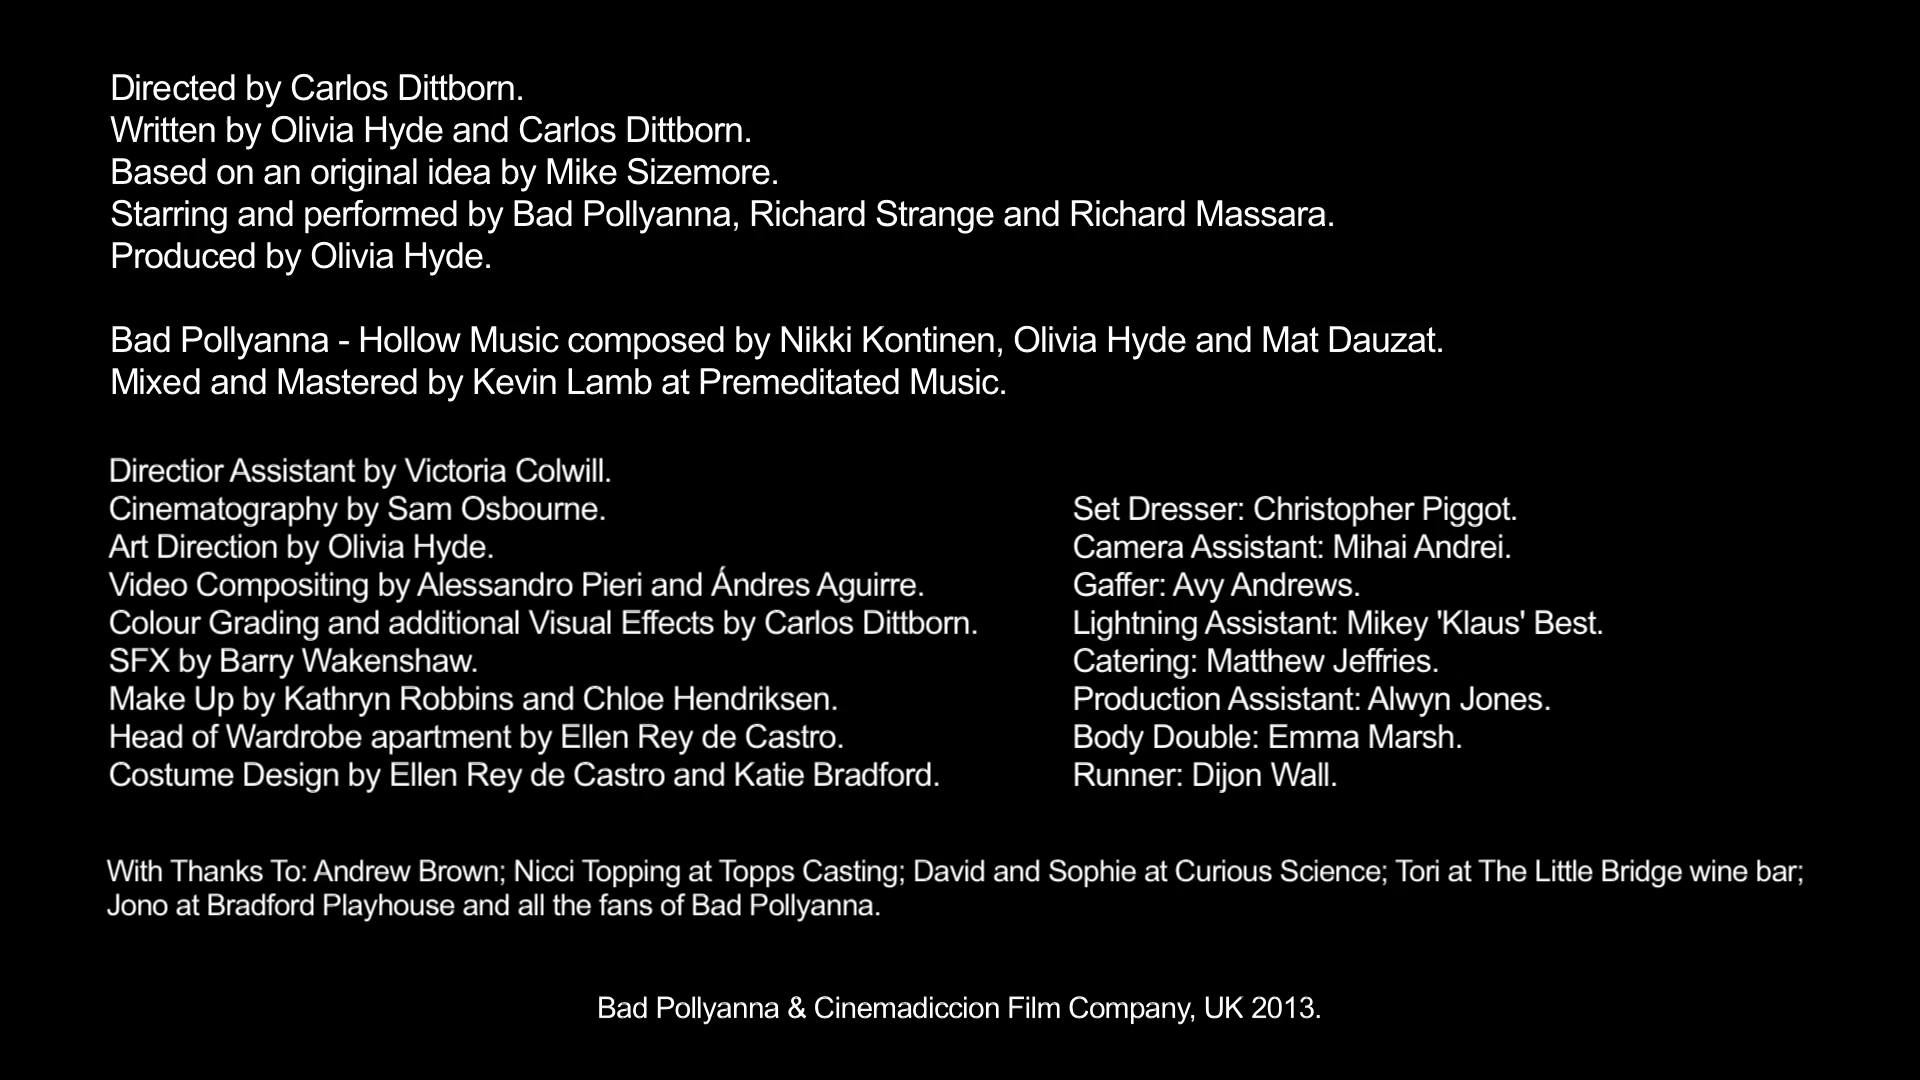 Directed by Carlos Dittborn.
Written by Olivia Hyde and Carlos Dittborn.
Based on an original idea by Mike Sizemore.
Starring and performed by Bad Pollyanna, Richard Strange and Richard Massara.
Produced by Olivia Hyde.
Bad Pollyanna - Hollow Music composed by Nikki Kontinen, Olivia Hyde and Mat Dauzat.
Mixed and Mastered by Kevin Lamb at Premeditated Music.
Directior Assistant by Victoria Colwill.
Cinematography by Sam Osbourne.
Art Direction by Olivia Hyde.
Video Compositing by Alessandro Pieri and Ándres Aguirre.
Colour Grading and additional Visual Effects by Carlos Dittborn.
SFX by Barry Wakenshaw.
Make Up by Kathryn Robbins and Chloe Hendriksen.
Head of Wardrobe apartment by Ellen Rey de Castro.
Costume Design by Ellen Rey de Castro and Katie Bradford.
Set Dresser: Christopher Piggot.
Camera Assistant: Mihai Andrei.
Gaffer: Avy Andrews.
Lightning Assistant: Mikey 'Klaus' Best.
Catering: Matthew Jeffries.
Production Assistant: Alwyn Jones.
Body Double: Emma Marsh.
Runner: Dijon Wall.
With Thanks To: Andrew Brown; Nicci Topping at Topps Casting; David and Sophie at Curious Science; Tori at The Little Bridge wine bar;
Jono at Bradford Playhouse and all the fans of Bad Pollyanna.
Bad Pollyanna & Cinemadiccion Film Company, UK 2013.